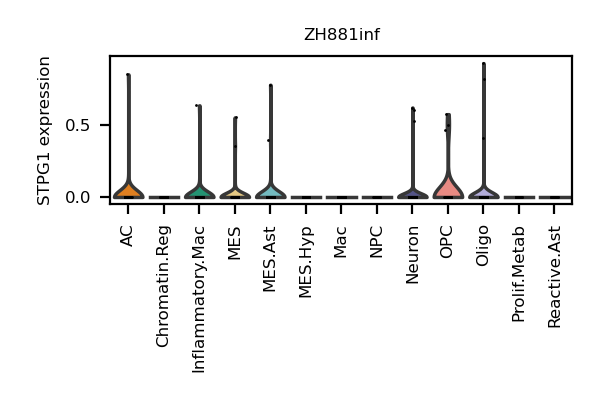 ZH881inf
STPG1 expression
0.5
0.0
AC
Chromatin.Reg
Inflammatory.Mac
MES
MES.Ast
MES.Hyp
Mac
NPC
Neuron
OPC
Oligo
Prolif.Metab
Reactive.Ast